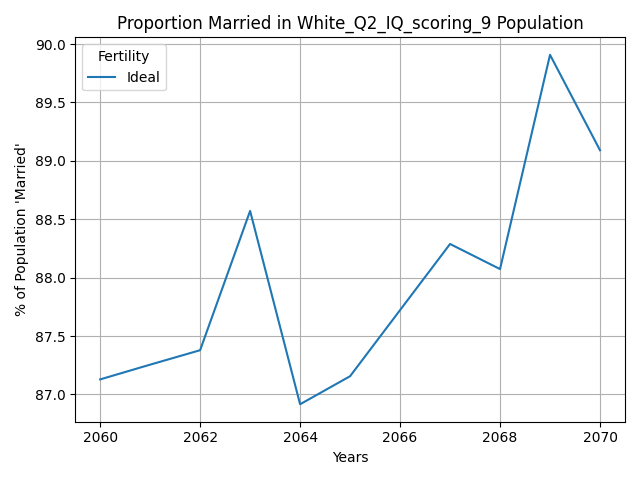 Proportion Married in White_Q2_IQ_scoring_9 Population
Fertility
Ideal
% of Population 'Married'
90.0
89.5
89.0
88.5
88.0
87.5
87.0
2060
2062
2064
2066
2068
2070
Years